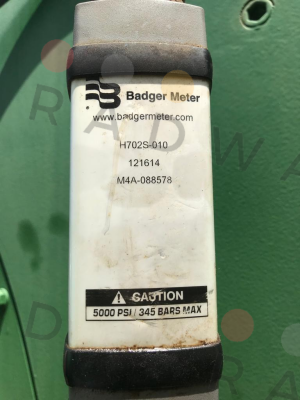 Badger Meter
www.badgermeter.com
H702S-010
121614
M4A-088578
CAUTION
5000 PSI / 345 BARS MAX